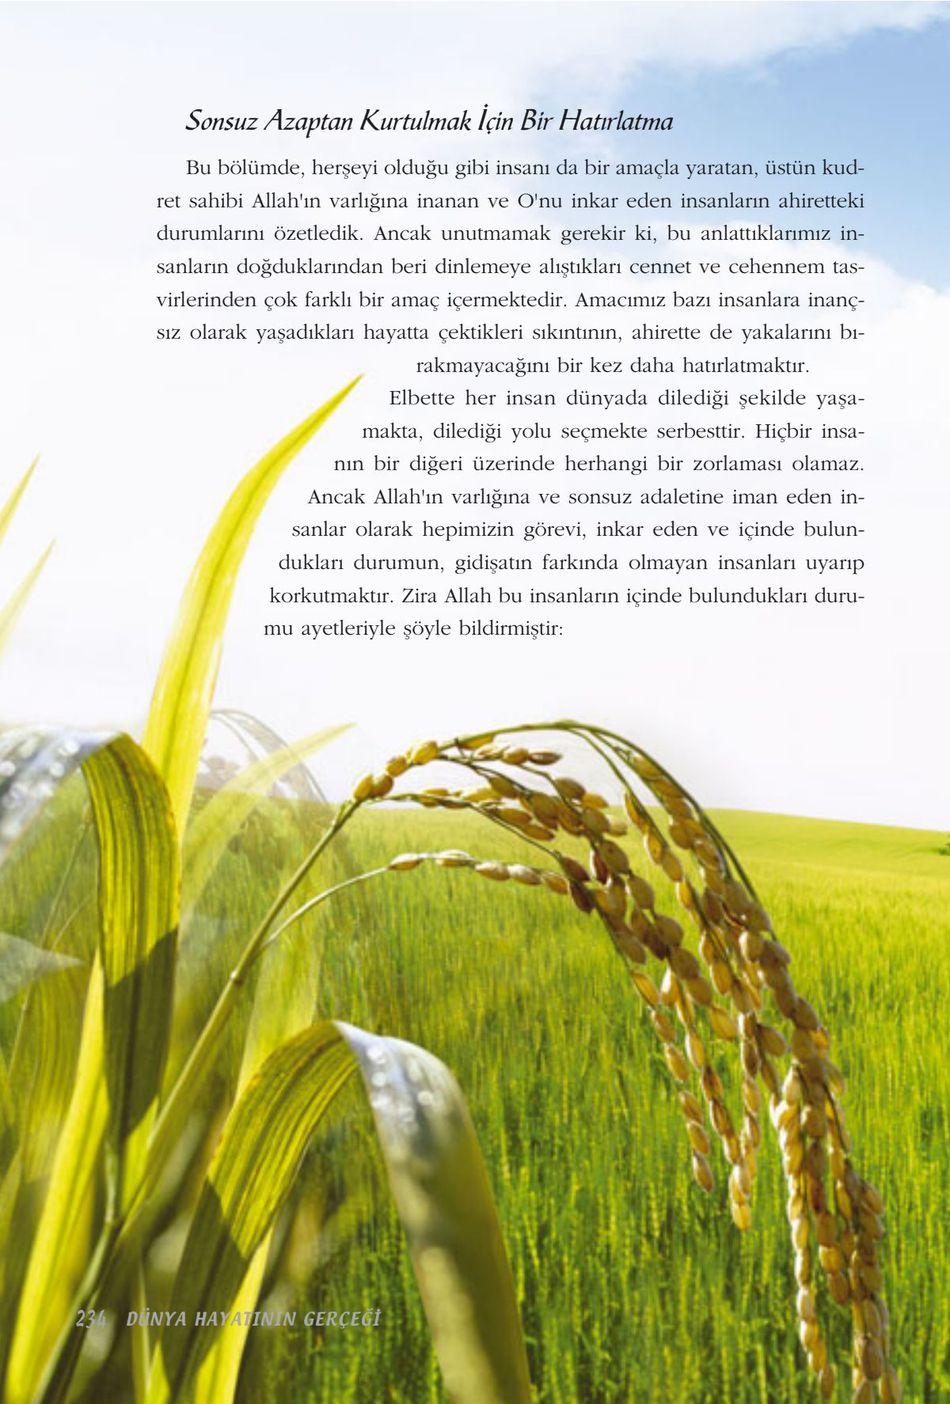 Sonsuz Azaptan Kurtulmak İçin Bir Hatırlatma
Bu bölümde, herşeyi olduğu gibi insanı da bir amaçla yaratan, üstün kud-
ret sahibi Allah'ın varlığına inanan ve O'nu inkar eden insanların ahiretteki
durumlarını özetledik. Ancak unutmamak gerekir ki, bu anlattıklarımız in-
sanların doğduklarından beri dinlemeye alıştıkları cennet ve cehennem tas-
virlerinden çok farklı bir amaç içermektedir. Amacımız bazı insanlara inanç-
sız olarak yaşadıkları hayatta çektikleri sıkıntının, ahirette de yakalarını bı-
rakmayacağını bir kez daha hatırlatmaktır.
Elbette her insan dünyada dilediği şekilde yaşa-
makta, dilediği yolu seçmekte serbesttir. Hiçbir insa-
nın bir diğeri üzerinde herhangi bir zorlaması olamaz.
Ancak Allah'ın varlığına ve sonsuz adaletine iman eden in-
sanlar olarak hepimizin görevi, inkar eden ve içinde bulun-
dukları durumun, gidişatın farkında olmayan insanları uyarıp
korkutmaktır. Zira Allah bu insanların içinde bulundukları duru-
mu ayetleriyle şöyle bildirmiştir:
234 DÜNYA HAYATININ GERÇEĞİ